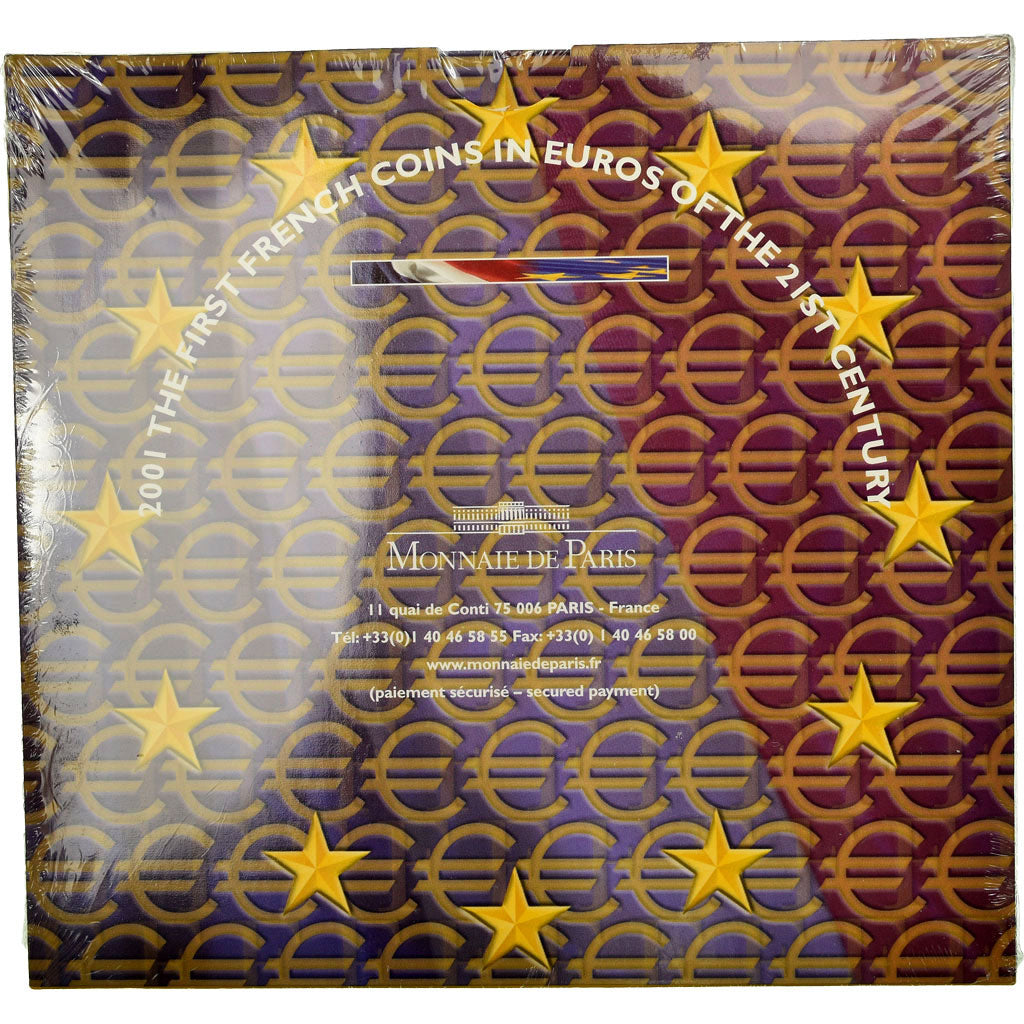 2001 THE FIRST FRENCH COINS IN EUROS OF THE 21ST CENTURY
MONNAIE DE PARIS
11 quai de Conti 75 006 PARIS - France
Tél: +33(0)1 40 46 58 55 Fax: +33(0) 1 40 46 58 00
www.monnaiedeparis.fr
(paiement sécurisé – secured payment)